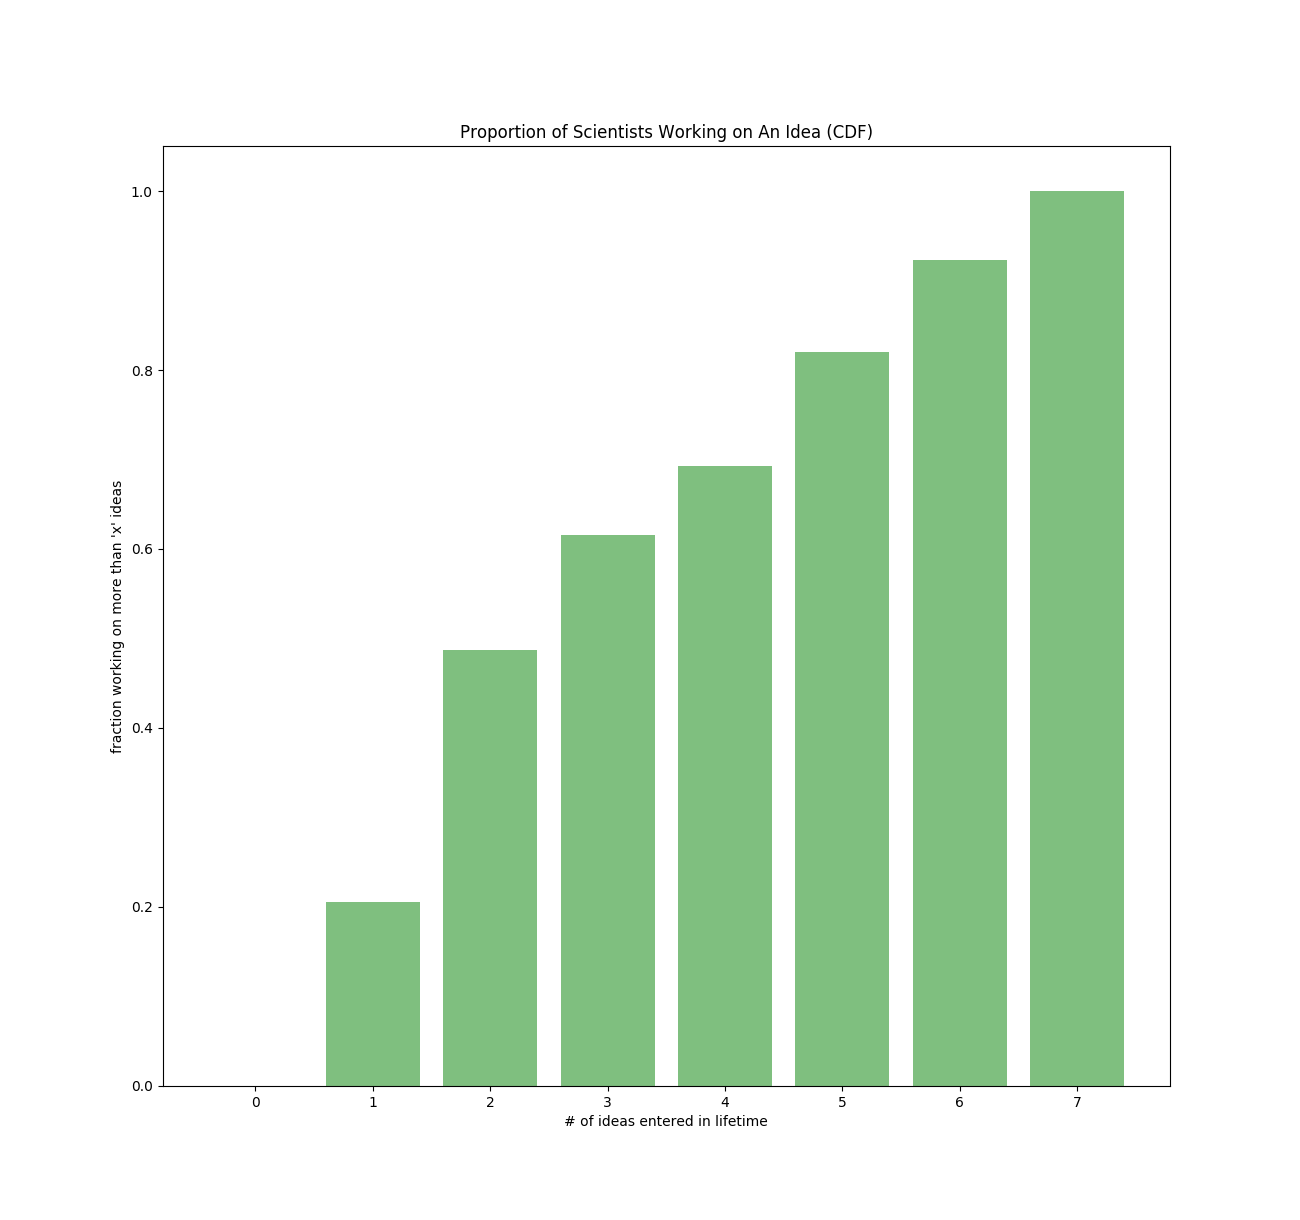 Proportion of Scientists Working on An Idea (CDF)
1.0
0.8
0.6
0.4
0.2
0.0
fraction working on more than 'x' ideas
0 1 2 3 4 5 6 7
# of ideas entered in lifetime